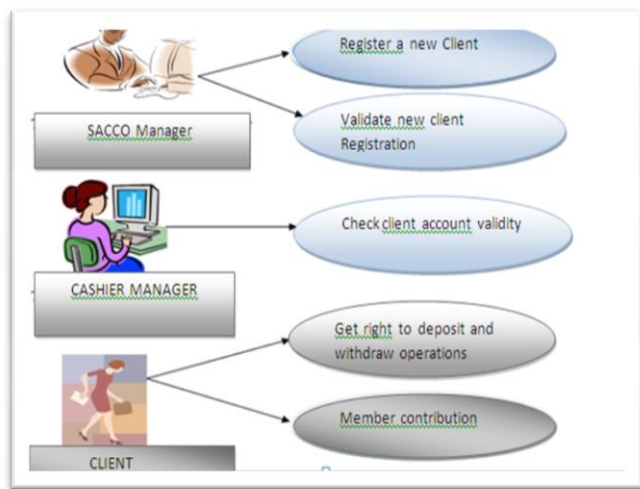 Register a new Client
SACCO Manager
Validate new client
Registration
Check client account validity
CASHIER MANAGER
Get right to deposit and
withdraw operations
Member contribution
CLIENT